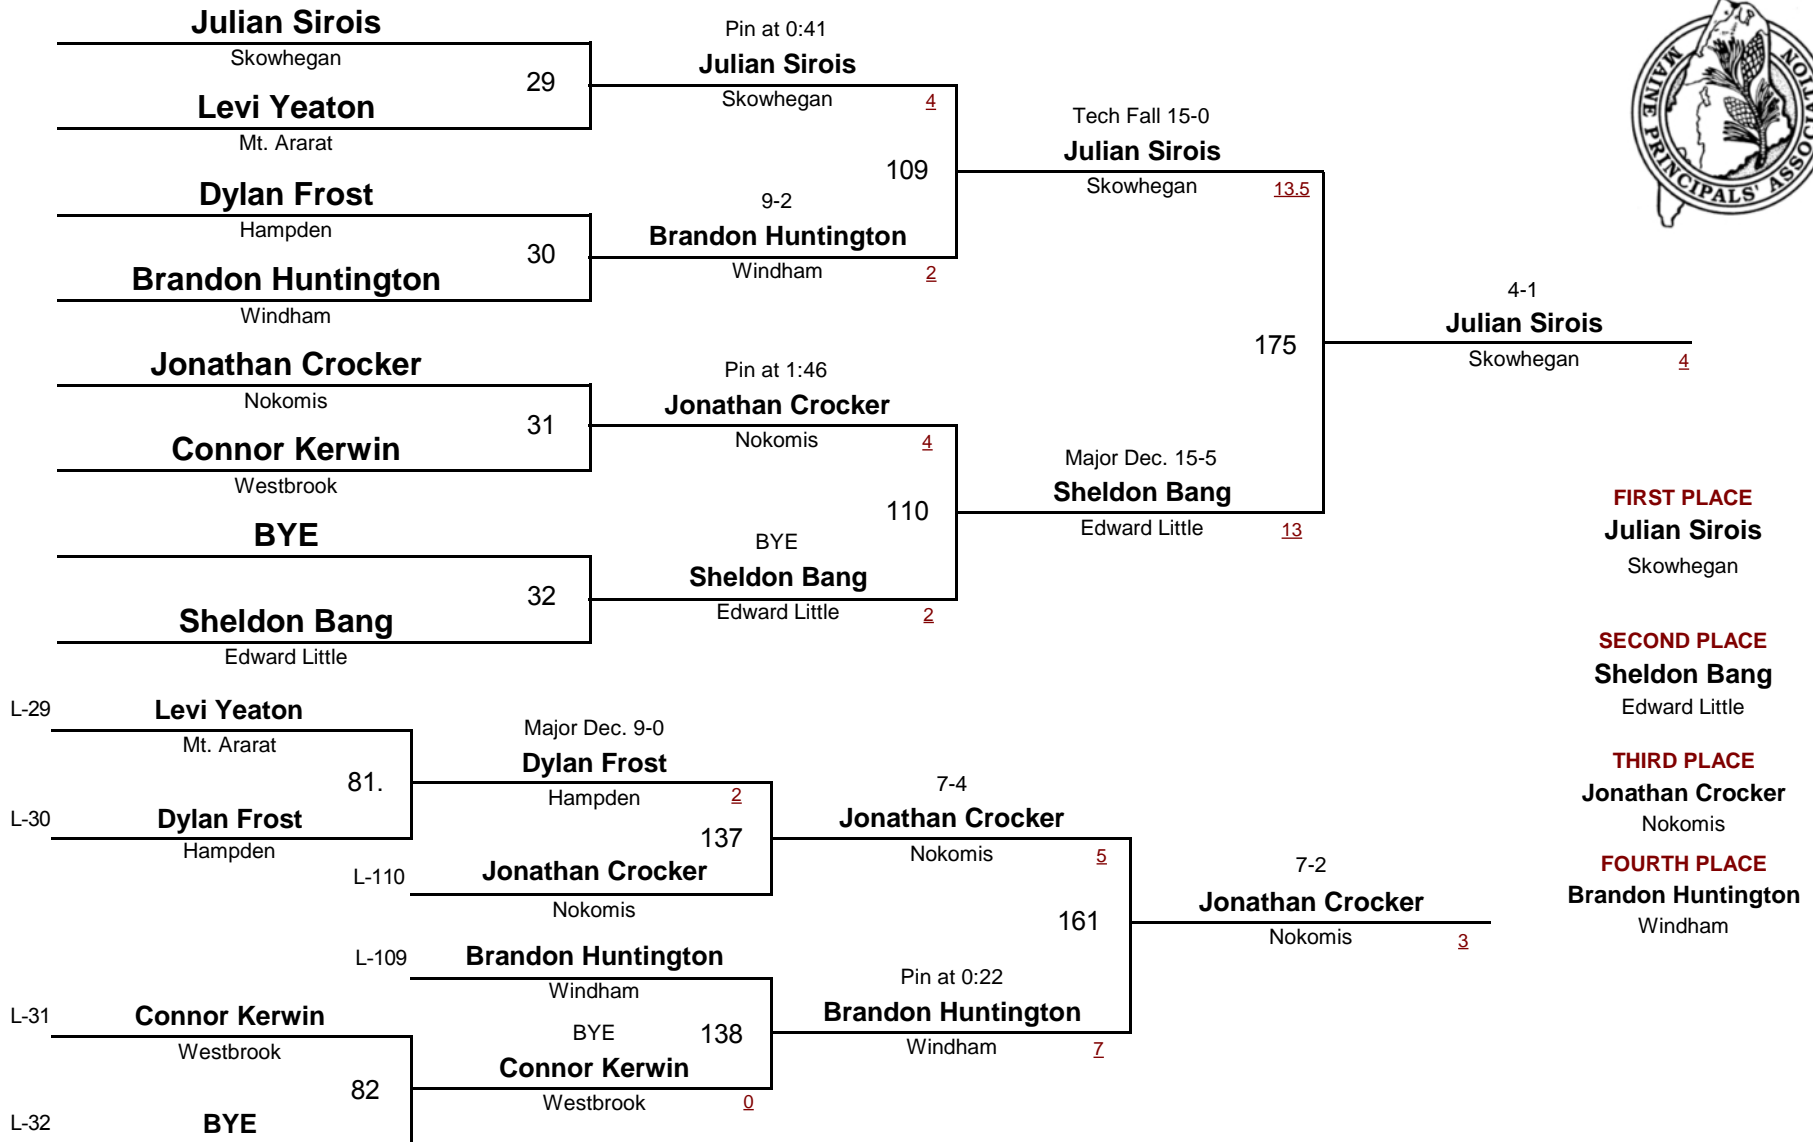 Julian Sirois
Skowhegan
29
Levi Yeaton
Mt. Ararat
Dylan Frost
Hampden
30
Brandon Huntington
Windham
Jonathan Crocker
Nokomis
31
Connor Kerwin
Westbrook
BYE
32
Sheldon Bang
Edward Little
Pin at 0:41
Julian Sirois
Skowhegan 4
109
9-2
Brandon Huntington
Windham 2
Pin at 1:46
Jonathan Crocker
Nokomis 4
110
BYE
Sheldon Bang
Edward Little 2
Tech Fall 15-0
Julian Sirois
Skowhegan 13.5
175
Major Dec. 15-5
Sheldon Bang
Edward Little 13
4-1
Julian Sirois
Skowhegan 4
MAINE PRINCIPALS' ASSOCIATION
FIRST PLACE
Julian Sirois
Skowhegan
SECOND PLACE
Sheldon Bang
Edward Little
THIRD PLACE
Jonathan Crocker
Nokomis
FOURTH PLACE
Brandon Huntington
Windham
L-29 Levi Yeaton
Mt. Ararat
81.
L-30 Dylan Frost
Hampden
Major Dec. 9-0
Dylan Frost
Hampden 2
137
L-110 Jonathan Crocker
Nokomis
L-109 Brandon Huntington
Windham
L-31 Connor Kerwin
Westbrook
82
L-32 BYE
BYE 138
Connor Kerwin
Westbrook 0
7-4
Jonathan Crocker
Nokomis 5
161
Pin at 0:22
Brandon Huntington
Windham 7
7-2
Jonathan Crocker
Nokomis 3